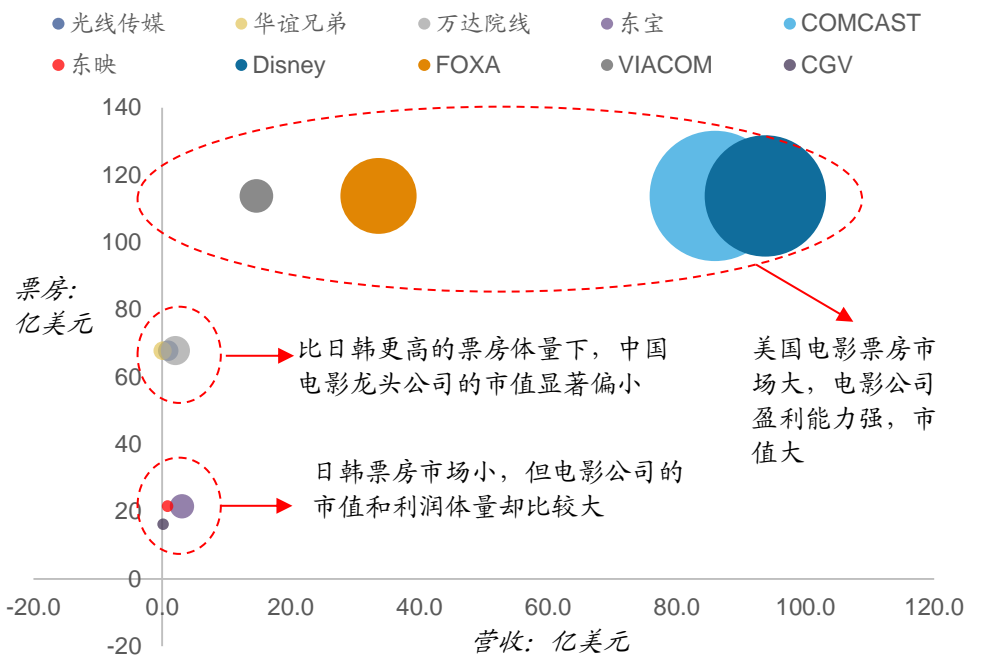 光线传媒 华谊兄弟 万达院线 东宝 COMCAST
东映 Disney FOXA VIACOM CGV
140
120
100
80
60
40
20
0
-20
票房:
亿美元
比日韩更高的票房体量下，中国
电影龙头公司的市值显著偏小
美国电影票房市
场大，电影公司
盈利能力强，市
值大
日韩票房市场小，但电影公司的
市值和利润体量却比较大
-20.0 0.0 20.0 40.0 60.0 80.0 100.0 120.0
营收: 亿美元